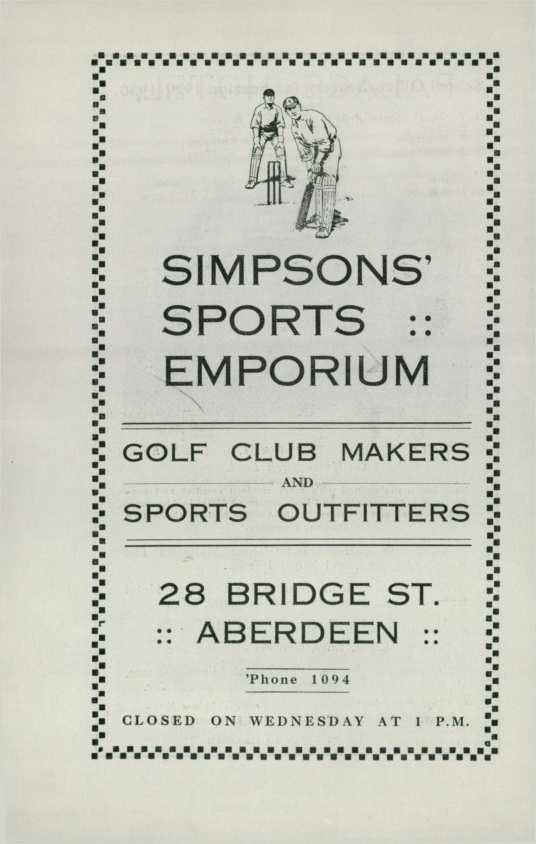 SIMPSONS'
SPORTS ::
EMPORIUM
GOLF CLUB MAKERS
AND
SPORTS OUTFITTERS
28 BRIDGE ST.
:: ABERDEEN ::
'Phone 1094
CLOSED ON WEDNESDAY AT 1 P.M.